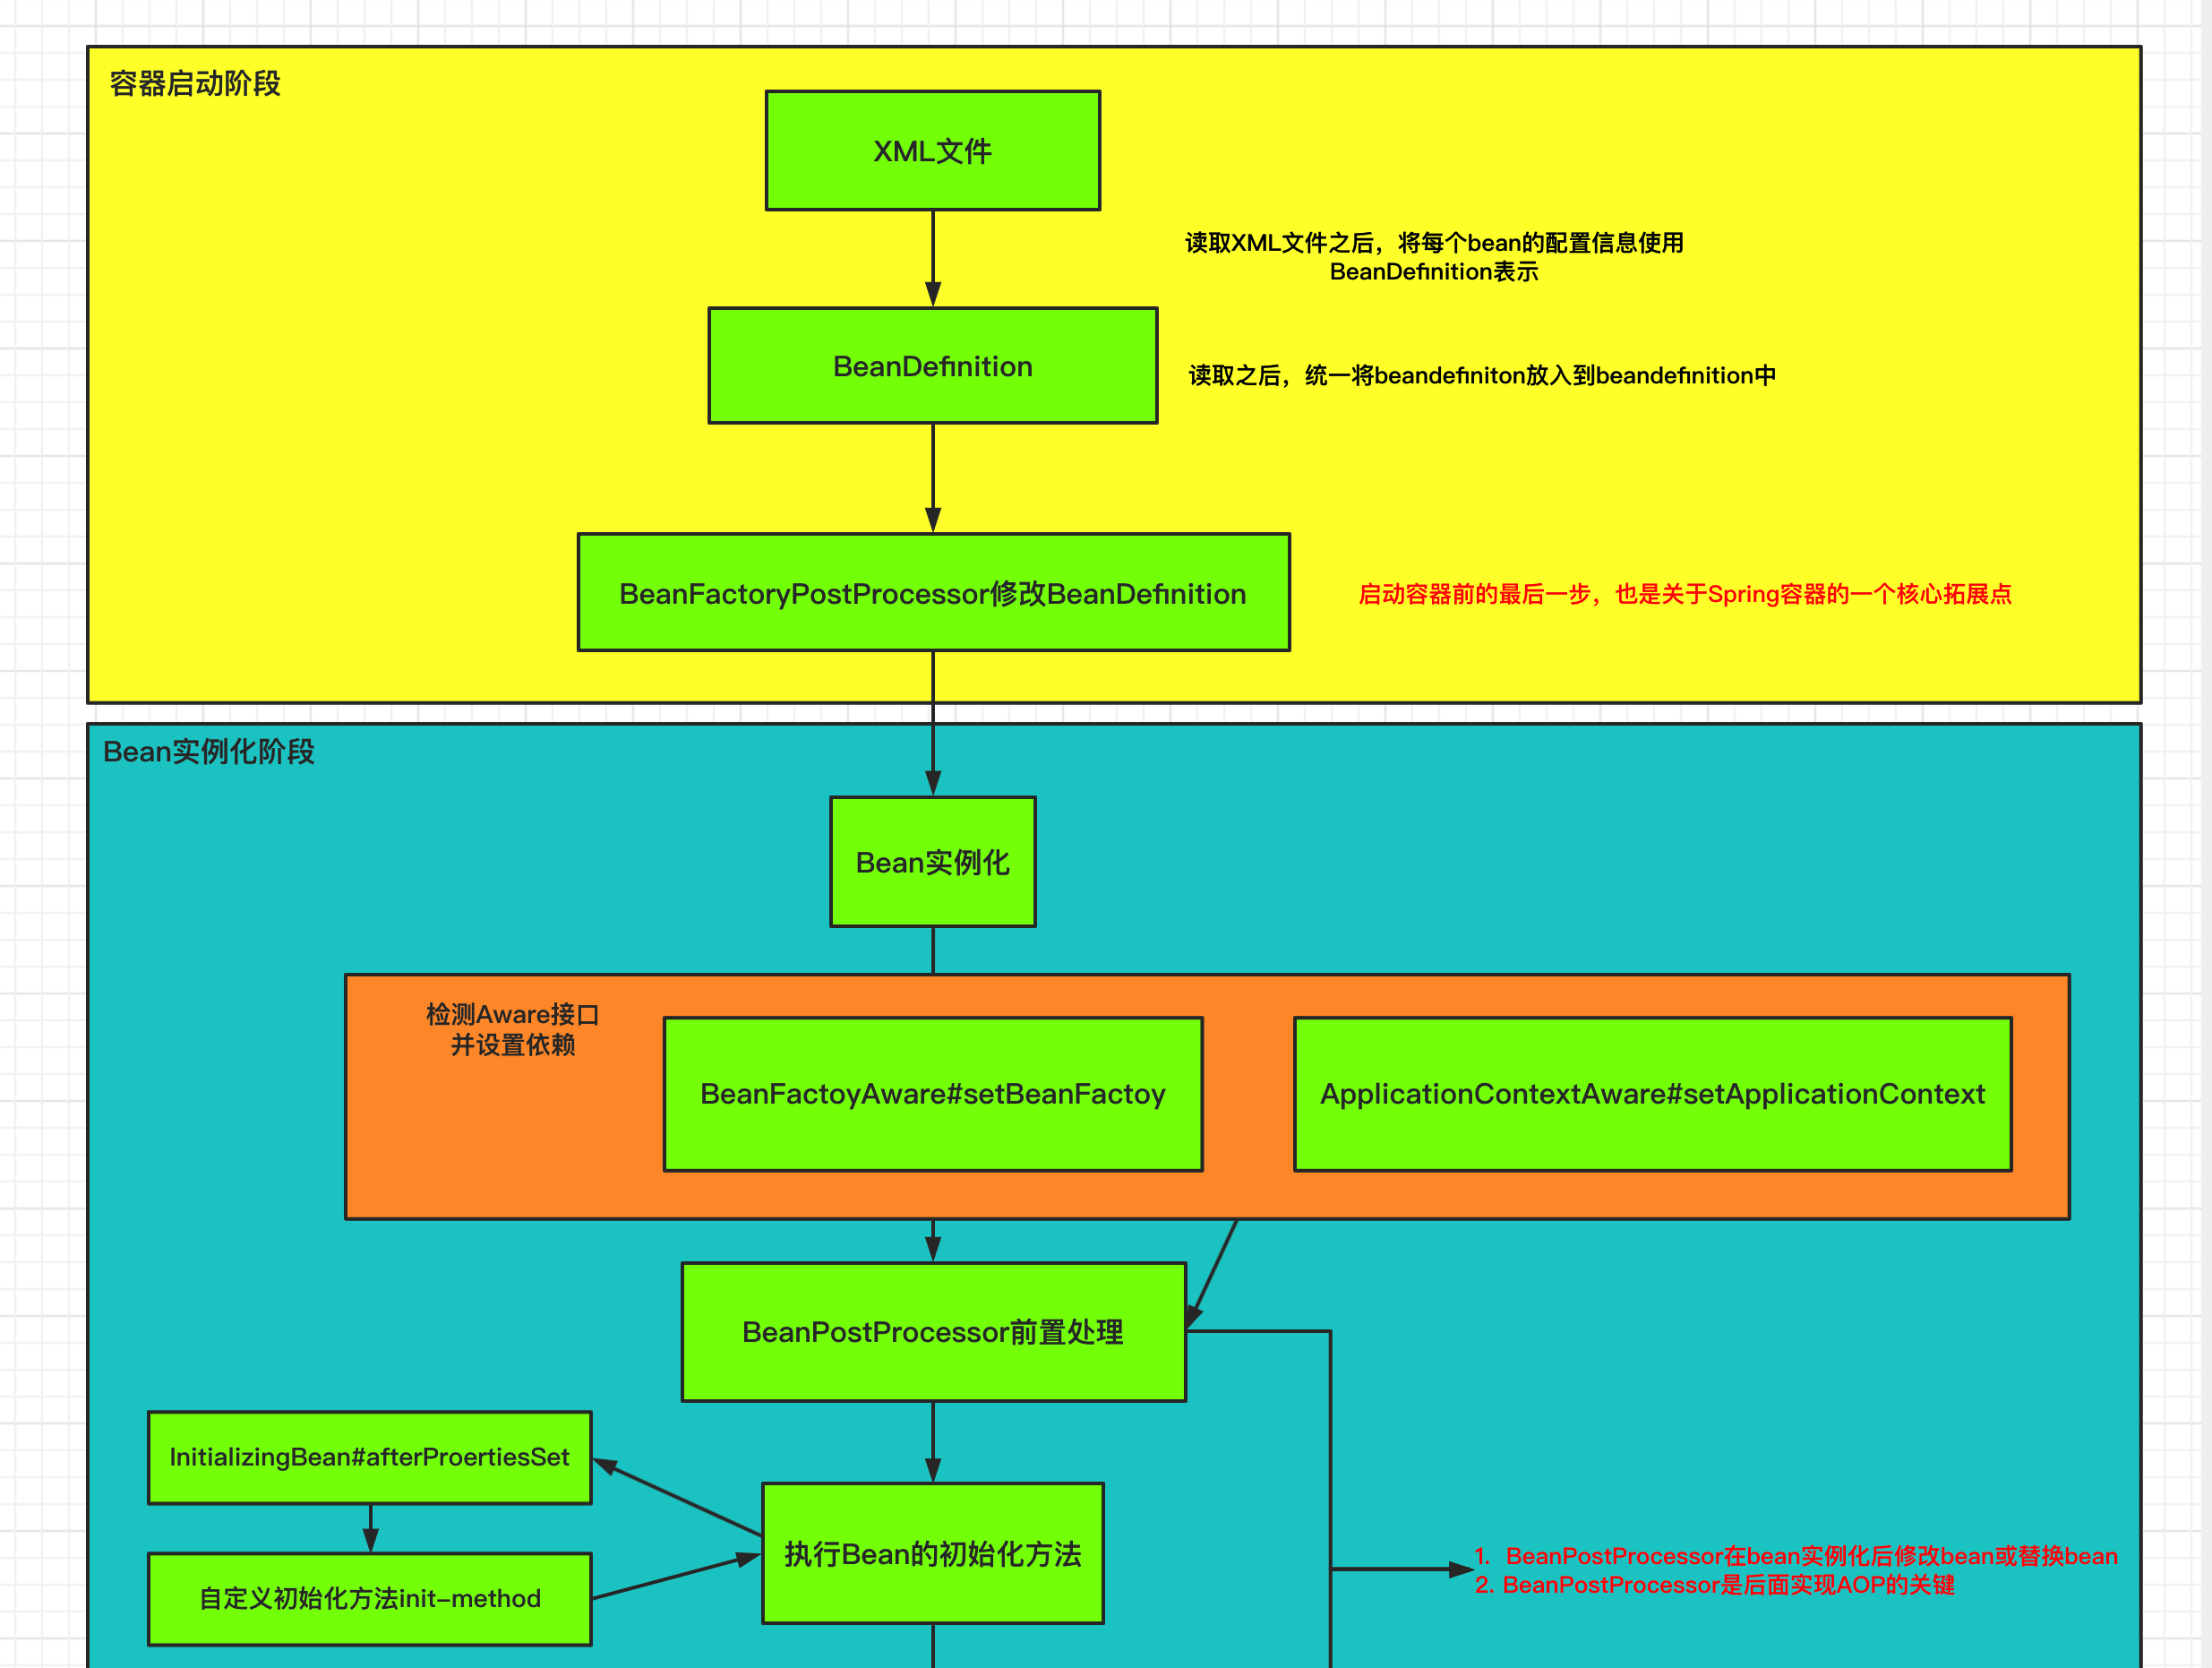 容器启动阶段
XML文件
读取XML文件之后，将每个bean的配置信息使用
BeanDefinition表示
BeanDefinition
读取之后，统一将beandefiniton放入到beandefinition中
BeanFactoryPostProcessor修改BeanDefinition
启动容器前的最后一步，也是关于Spring容器的一个核心拓展点
Bean实例化阶段
Bean实例化
检测Aware接口
并设置依赖
BeanFactoyAware#setBeanFactoy
ApplicationContextAware#setApplicationContext
BeanPostProcessor前置处理
InitializingBean#afterProertiesSet
执行Bean的初始化方法
自定义初始化方法init-method
1. BeanPostProcessor在bean实例化后修改bean或替换bean
2. BeanPostProcessor是后面实现AOP的关键